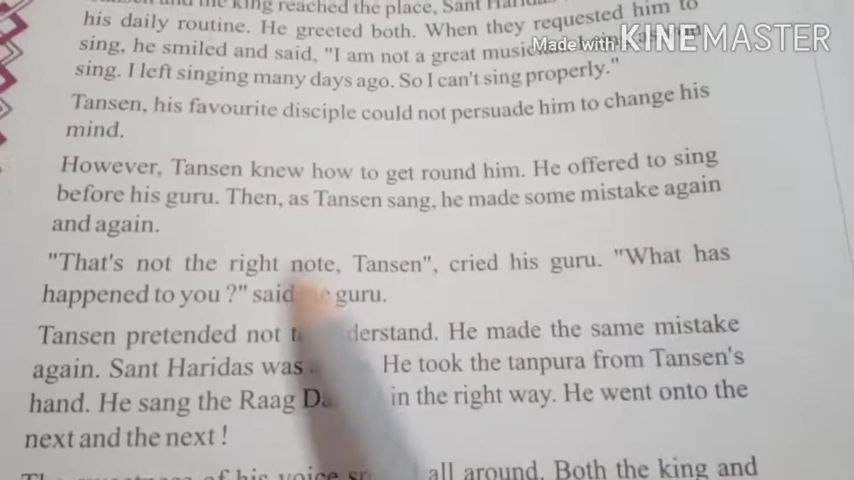 the king reached the place, Sant
his daily routine. He greeted both. When they requested him to
sing, he smiled and said, "I am not a great
Made with KINEMASTER
sing. I left singing many days ago. So I can't sing properly."
Tansen, his favourite disciple could not persuade him to change his
mind.
However, Tansen knew how to get round him. He offered to sing
before his guru. Then, as Tansen sang, he made some mistake again
and again.
"That's not the right note, Tansen", cried his guru. "What has
happened to you ?" said guru.
Tansen pretended not He made the same mistake
again. Sant Haridas was He took the tanpura from Tansen's
hand. He sang the Raag in the right way. He went onto the
next and the next !
of his voice all around. Both the king and